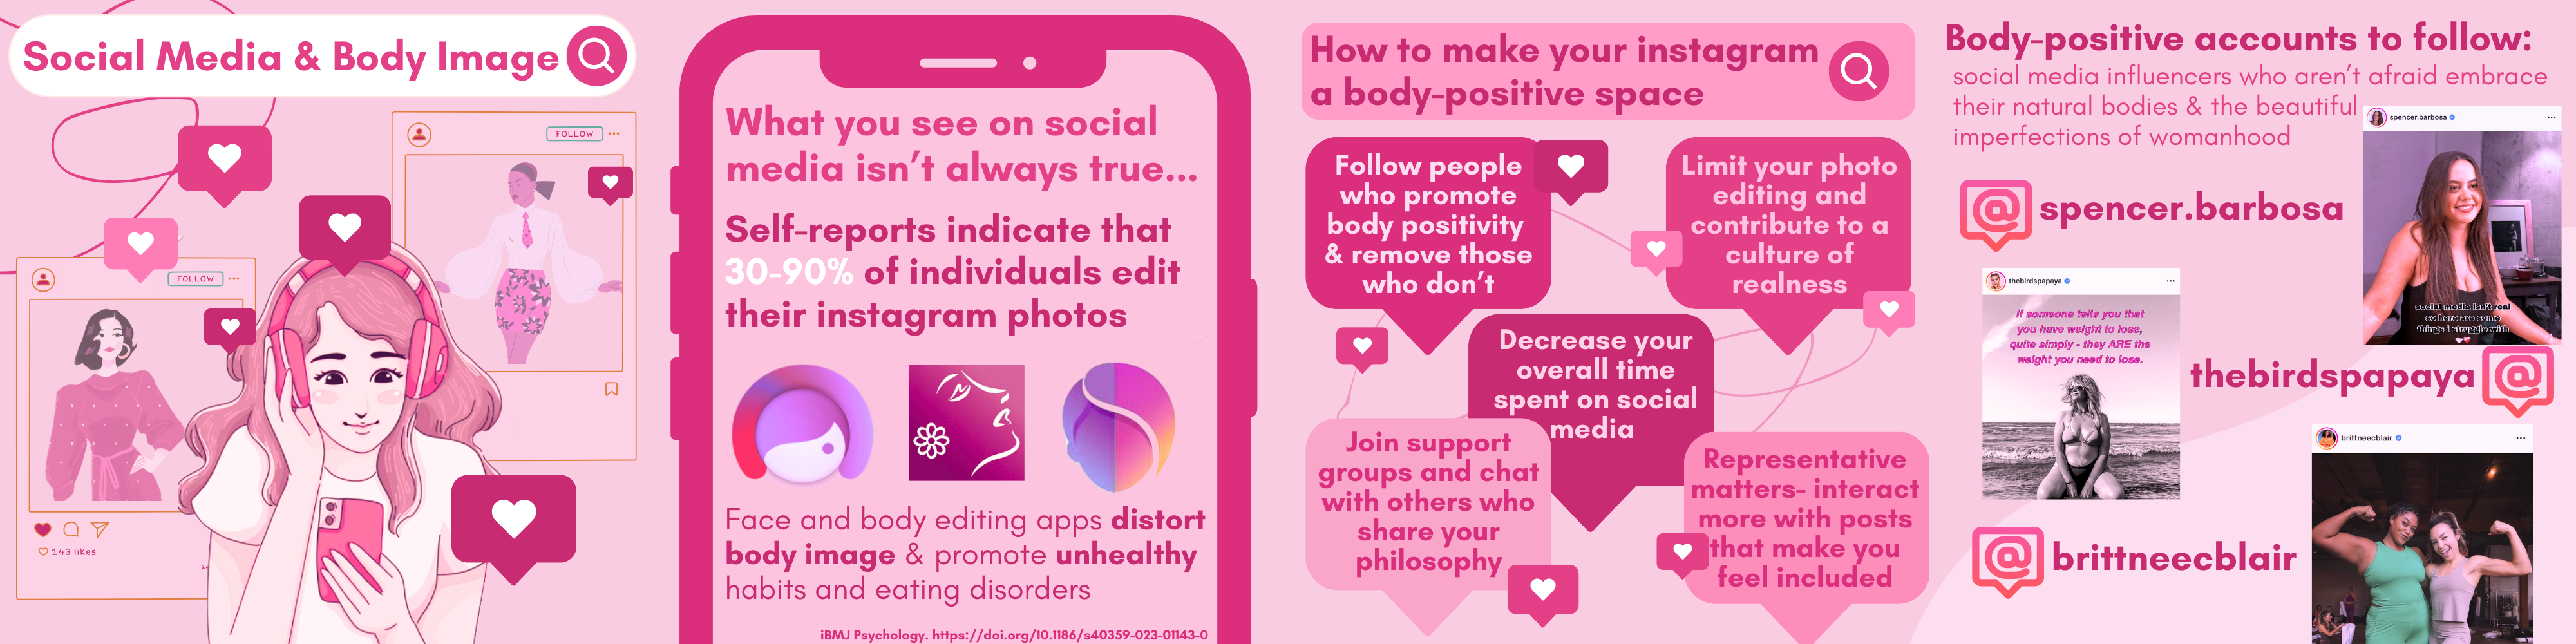 Social Media & Body Image
FOLLOW
FOLLOW
143 likes
What you see on social
media isn't always true...
Self-reports indicate that
30-90% of individuals edit
their instagram photos
Face and body editing apps distort
body image & promote unhealthy
habits and eating disorders
iBMJ Psychology. https://doi.org/10.1186/s40359-023-01143-0
How to make your instagram
a body-positive space
Follow people
who promote
body positivity
& remove those
who don't
Limit your photo
editing and
contribute to a
culture of
realness
Decrease your
overall time
spent on social
media
Join support
groups and chat
with others who
share your
philosophy
Representative
matters- interact
more with posts
that make you
feel included
Body-positive accounts to follow:
social media influencers who aren't afraid embrace
their natural bodies & the beautiful
imperfections of womanhood
spencer.barbosa
social media isn't real
so here are some
things i struggle with
@spencer.barbosa
thebirdspapaya
if someone tells you that
you have weight to lose,
quite simply - they ARE the
weight you need to lose.
thebirdspapaya @
brittneecblair
@brittneecblair